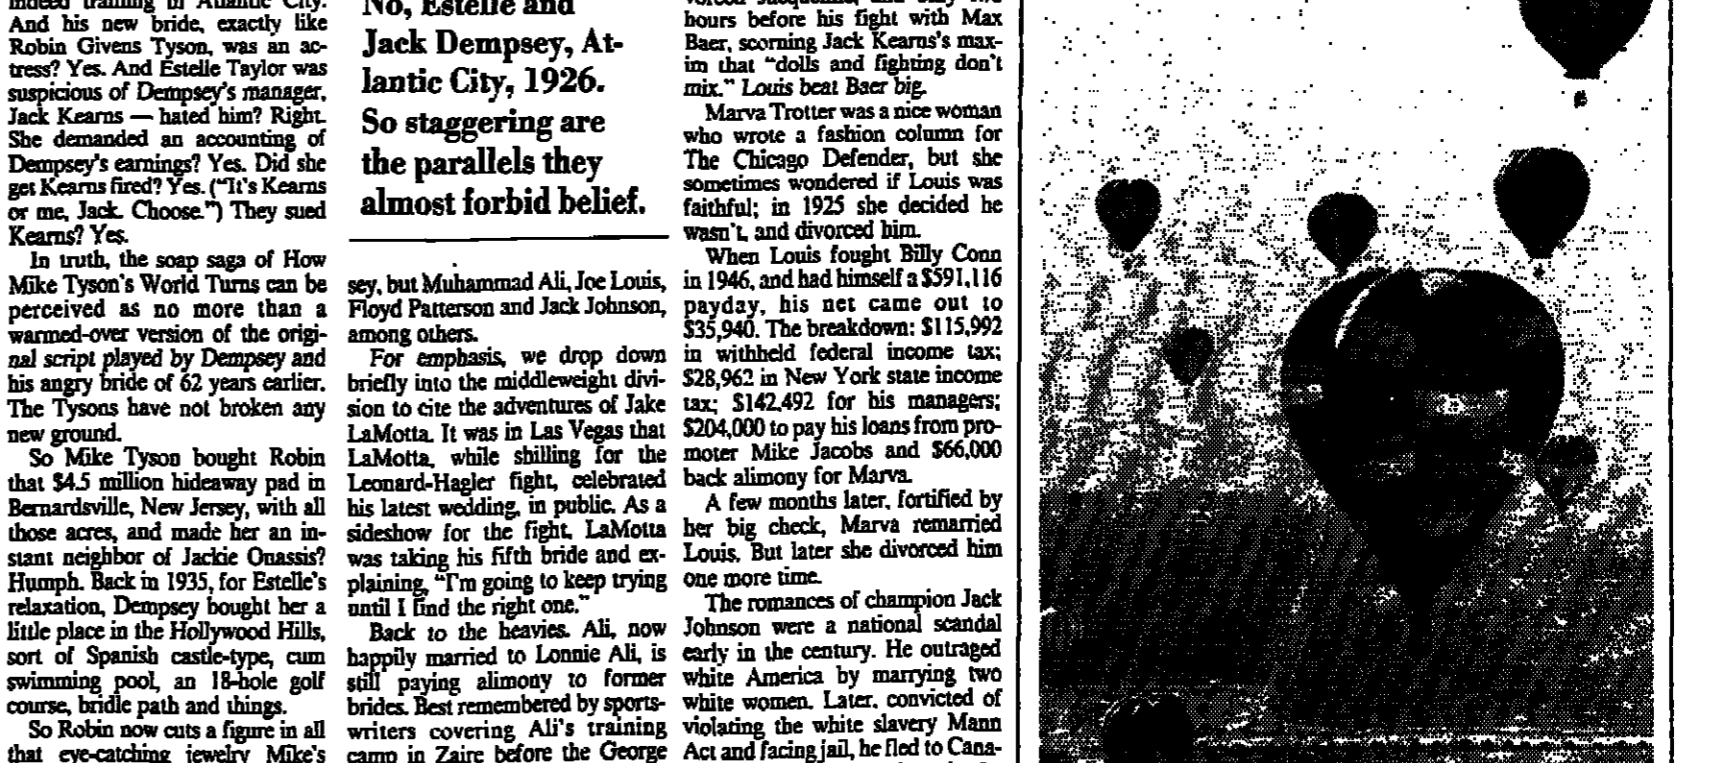 indeed training in Atlantic City.
And his new bride, exactly like
Robin Givens Tyson, was an ac-
tress? Yes. And Estelle Taylor was
suspicious of Dempsey's manager,
Jack Kearns — hated him? Right.
She demanded an accounting of
Dempsey's earnings? Yes. Did she
get Kearns fired? Yes. ("It's Kearns
or me, Jack. Choose.") They sued
Kearns? Yes.
In truth, the soap saga of How
Mike Tyson's World Turns can be
perceived as no more than a
warmed-over version of the origi-
nal script played by Dempsey and
his angry bride of 62 years earlier.
The Tysons have not broken any
new ground.
So Mike Tyson bought Robin
that $4.5 million hideaway pad in
Bernardsville, New Jersey, with all
those acres, and made her an in-
stant neighbor of Jackie Onassis?
Humph. Back in 1935, for Estelle's
relaxation, Dempsey bought her a
little place in the Hollywood Hills,
sort of Spanish castle-type, cum
swimming pool, an 18-hole golf
course, bridle path and things.
So Robin now cuts a figure in all
that eye-catching jewelry Mike's
No, Estelle and
Jack Dempsey, At-
lantic City, 1926.
So staggering are
the parallels they
almost forbid belief.
sey, but Muhammad Ali, Joe Louis,
Floyd Patterson and Jack Johnson,
among others.
For emphasis, we drop down
briefly into the middleweight divi-
sion to cite the adventures of Jake
LaMotta. It was in Las Vegas that
LaMotta, while shilling for the
Leonard-Hagler fight, celebrated
his latest wedding, in public. As a
sideshow for the fight, LaMotta
was taking his fifth bride and ex-
plaining, "I'm going to keep trying
until I find the right one."
Back to the heavies. Ali, now
happily married to Lonnie Ali, is
still paying alimony to former
brides. Best remembered by sports-
writers covering Ali's training
camp in Zaire before the George
hours before his fight with Max
Baer, scorning Jack Kearns's max-
im that "dolls and fighting don't
mix." Louis beat Baer big.
Marva Trotter was a nice woman
who wrote a fashion column for
The Chicago Defender, but she
sometimes wondered if Louis was
faithful; in 1925 she decided he
wasn't, and divorced him.
When Louis fought Billy Conn
in 1946, and had himself a $591,116
payday, his net came out to
$35,940. The breakdown: $115,992
in withheld federal income tax;
$28,962 in New York state income
tax; $142,492 for his managers;
$204,000 to pay his loans from pro-
moter Mike Jacobs and $66,000
back alimony for Marva.
A few months later, fortified by
her big check, Marva remarried
Louis. But later she divorced him
one more time.
The romances of champion Jack
Johnson were a national scandal
early in the century. He outraged
white America by marrying two
white women. Later, convicted of
violating the white slavery Mann
Act and facing jail, he fled to Cana-